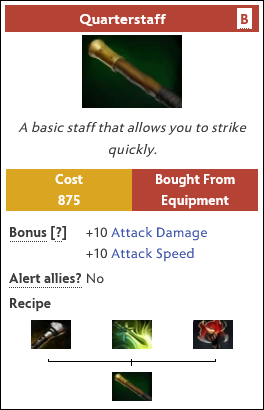 Quarterstaff B
A basic staff that allows you to strike
quickly.
Cost Bought From
875 Equipment
Bonus [?] +10 Attack Damage
+10 Attack Speed
Alert allies? No
Recipe